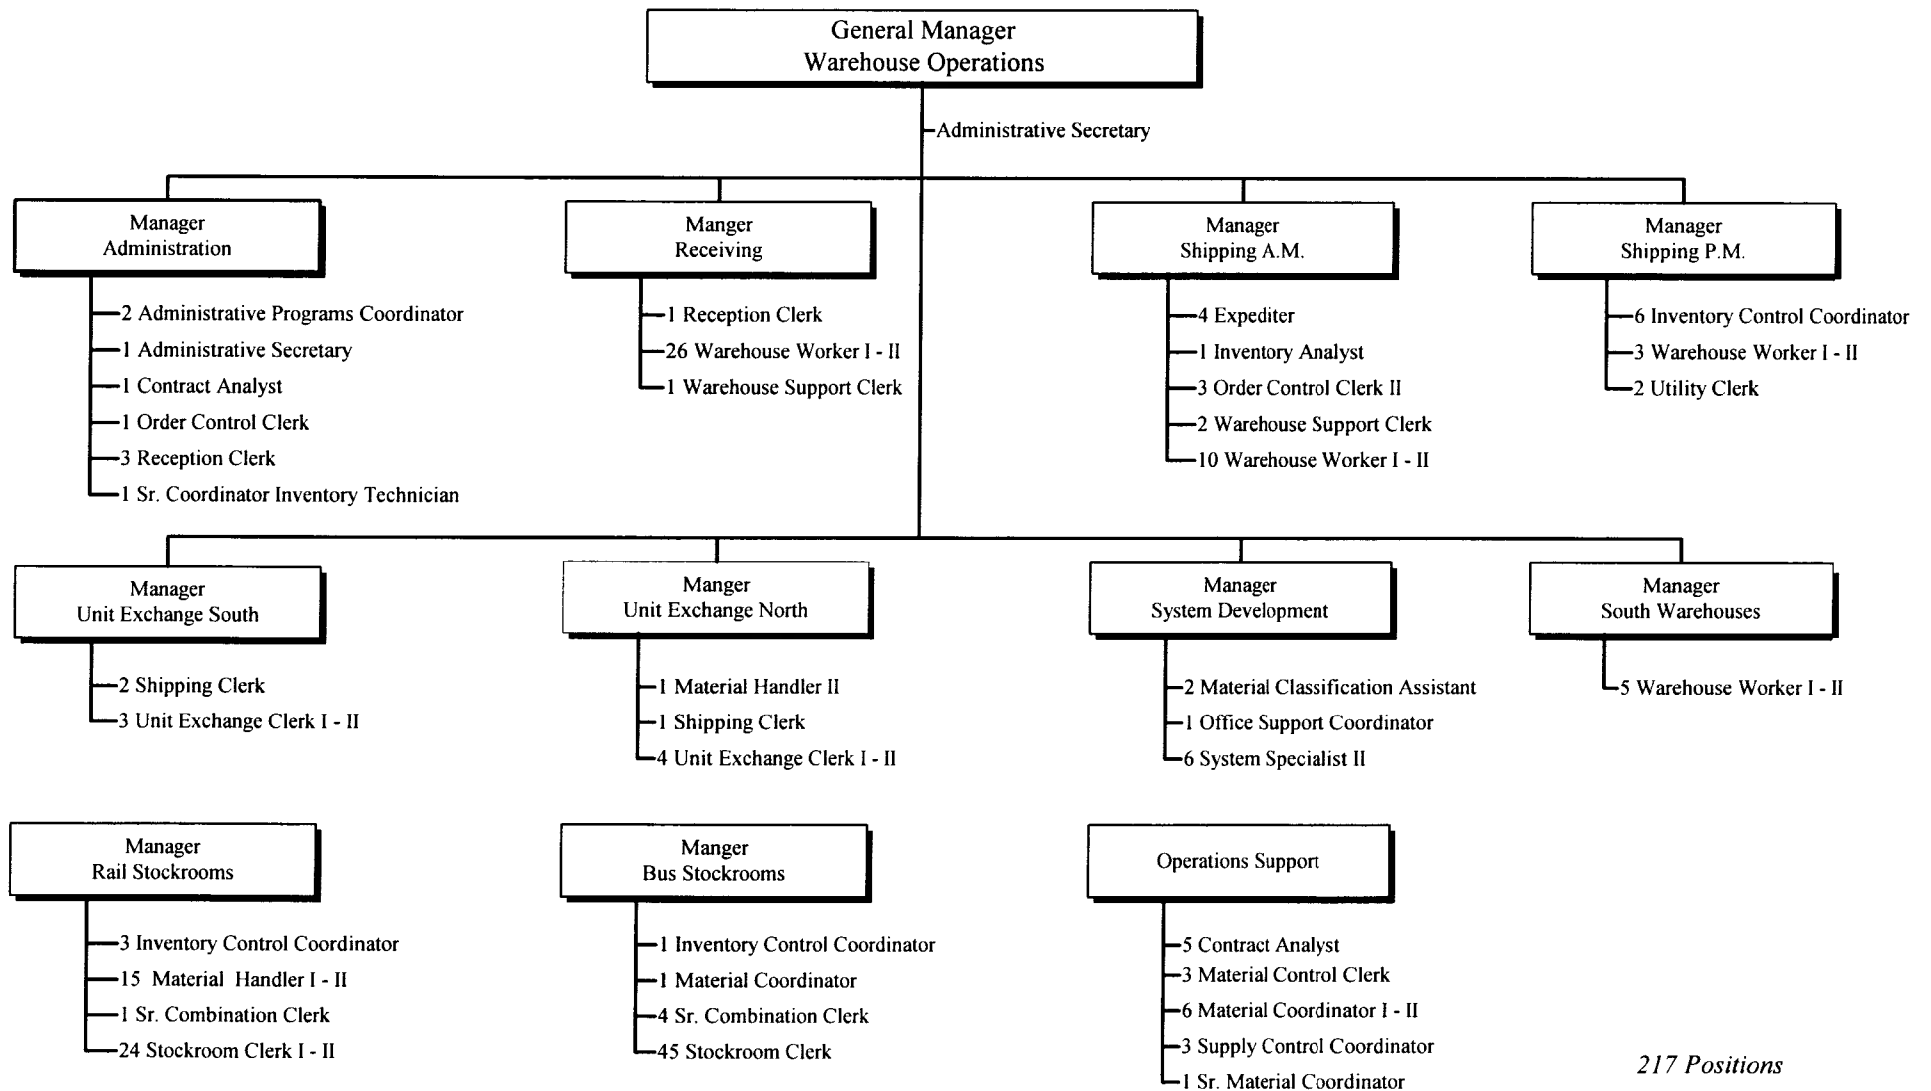 General Manager
Warehouse Operations
Administrative Secretary
Manager
Administration
2 Administrative Programs Coordinator
1 Administrative Secretary
1 Contract Analyst
1 Order Control Clerk
3 Reception Clerk
1 Sr. Coordinator Inventory Technician
Manger
Receiving
1 Reception Clerk
26 Warehouse Worker I - II
1 Warehouse Support Clerk
Manager
Shipping A.M.
4 Expediter
1 Inventory Analyst
3 Order Control Clerk II
2 Warehouse Support Clerk
10 Warehouse Worker I - II
Manager
Shipping P.M.
6 Inventory Control Coordinator
3 Warehouse Worker I - II
2 Utility Clerk
Manager
Unit Exchange South
2 Shipping Clerk
3 Unit Exchange Clerk I - II
Manger
Unit Exchange North
1 Material Handler II
1 Shipping Clerk
4 Unit Exchange Clerk I - II
Manager
System Development
2 Material Classification Assistant
1 Office Support Coordinator
6 System Specialist II
Manager
South Warehouses
5 Warehouse Worker I - II
Manager
Rail Stockrooms
3 Inventory Control Coordinator
15 Material Handler I - II
1 Sr. Combination Clerk
24 Stockroom Clerk I - II
Manger
Bus Stockrooms
1 Inventory Control Coordinator
1 Material Coordinator
4 Sr. Combination Clerk
45 Stockroom Clerk
Operations Support
5 Contract Analyst
3 Material Control Clerk
6 Material Coordinator I - II
3 Supply Control Coordinator
1 Sr. Material Coordinator
217 Positions